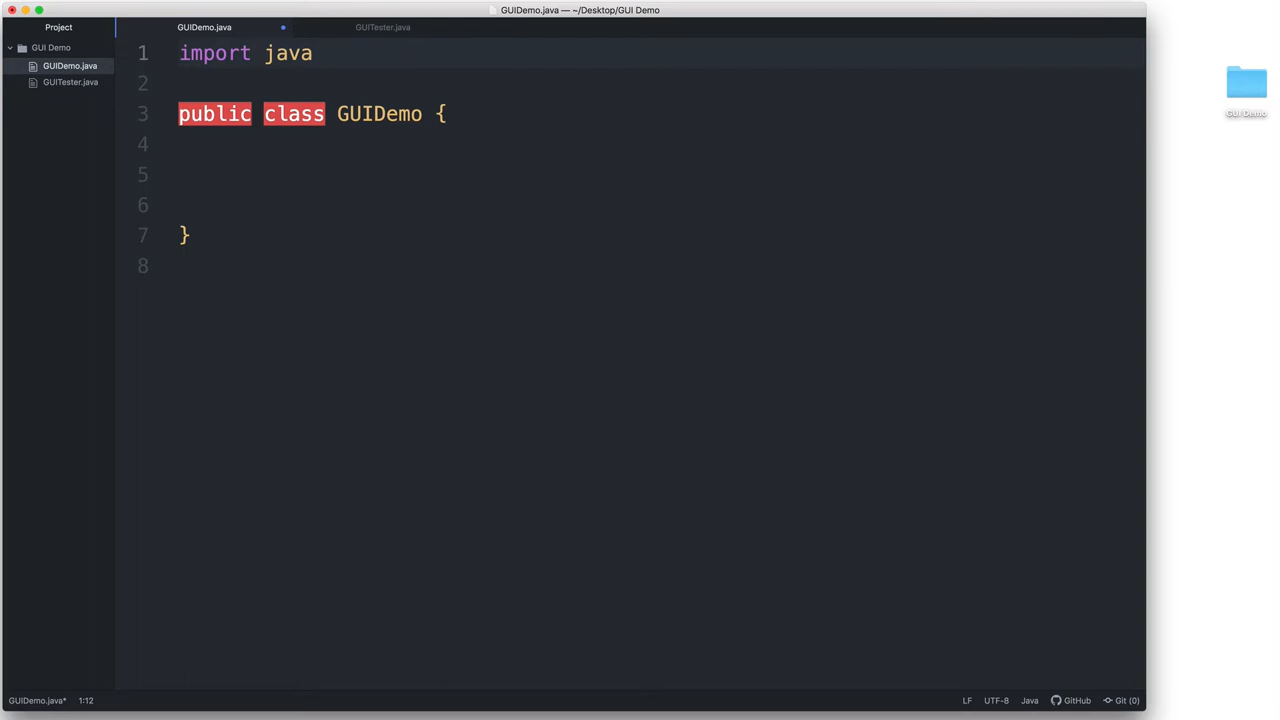 GUIDemo.java — ~/Desktop/GUI Demo
Project
GUIDemo.java
GUITester.java
GUI Demo
GUIDemo.java
GUITester.java
1 import java
2
3 public class GUIDemo {
4
5
6
7 }
8
GUI Demo
GUIDemo.java* 1:12
LF UTF-8 Java GitHub Git (0)